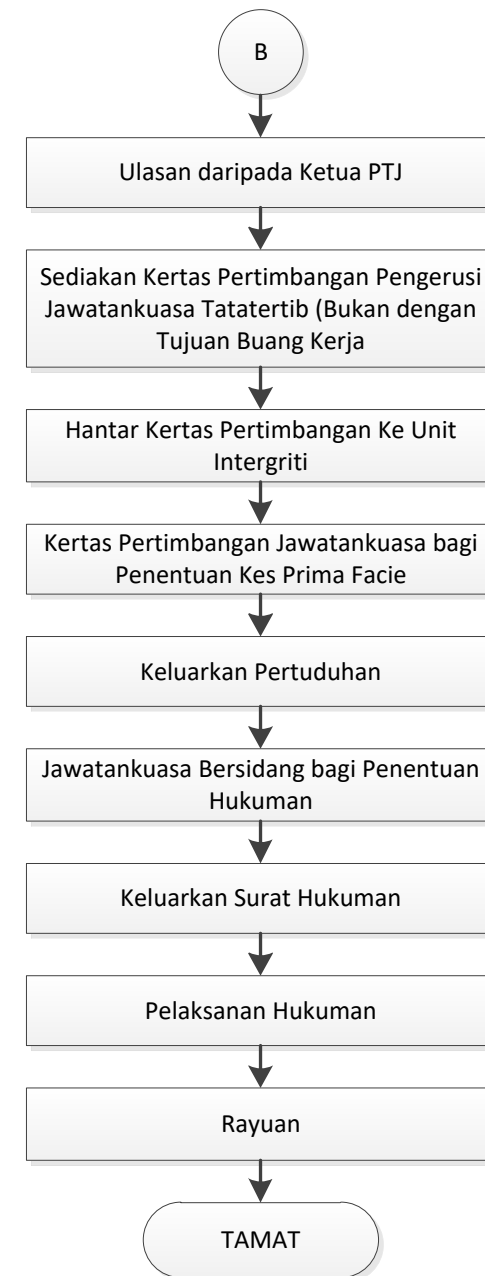 B
Ulasan daripada Ketua PTJ
Sediakan Kertas Pertimbangan Pengerusi
Jawatankuasa Tatatertib (Bukan dengan
Tujuan Buang Kerja
Hantar Kertas Pertimbangan Ke Unit
Intergriti
Kertas Pertimbangan Jawatankuasa bagi
Penentuan Kes Prima Facie
Keluarkan Pertuduhan
Jawatankuasa Bersidang bagi Penentuan
Hukuman
Keluarkan Surat Hukuman
Pelaksanan Hukuman
Rayuan
TAMAT